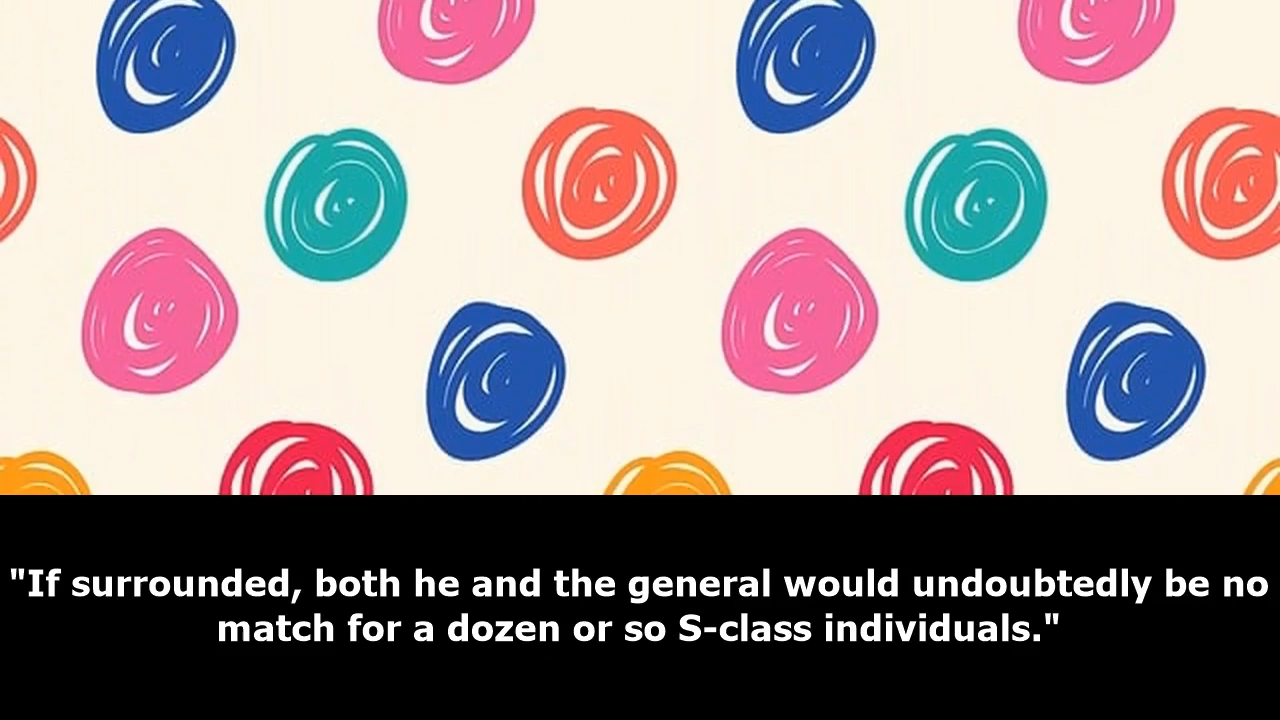 "If surrounded, both he and the general would undoubtedly be no
match for a dozen or so S-class individuals."